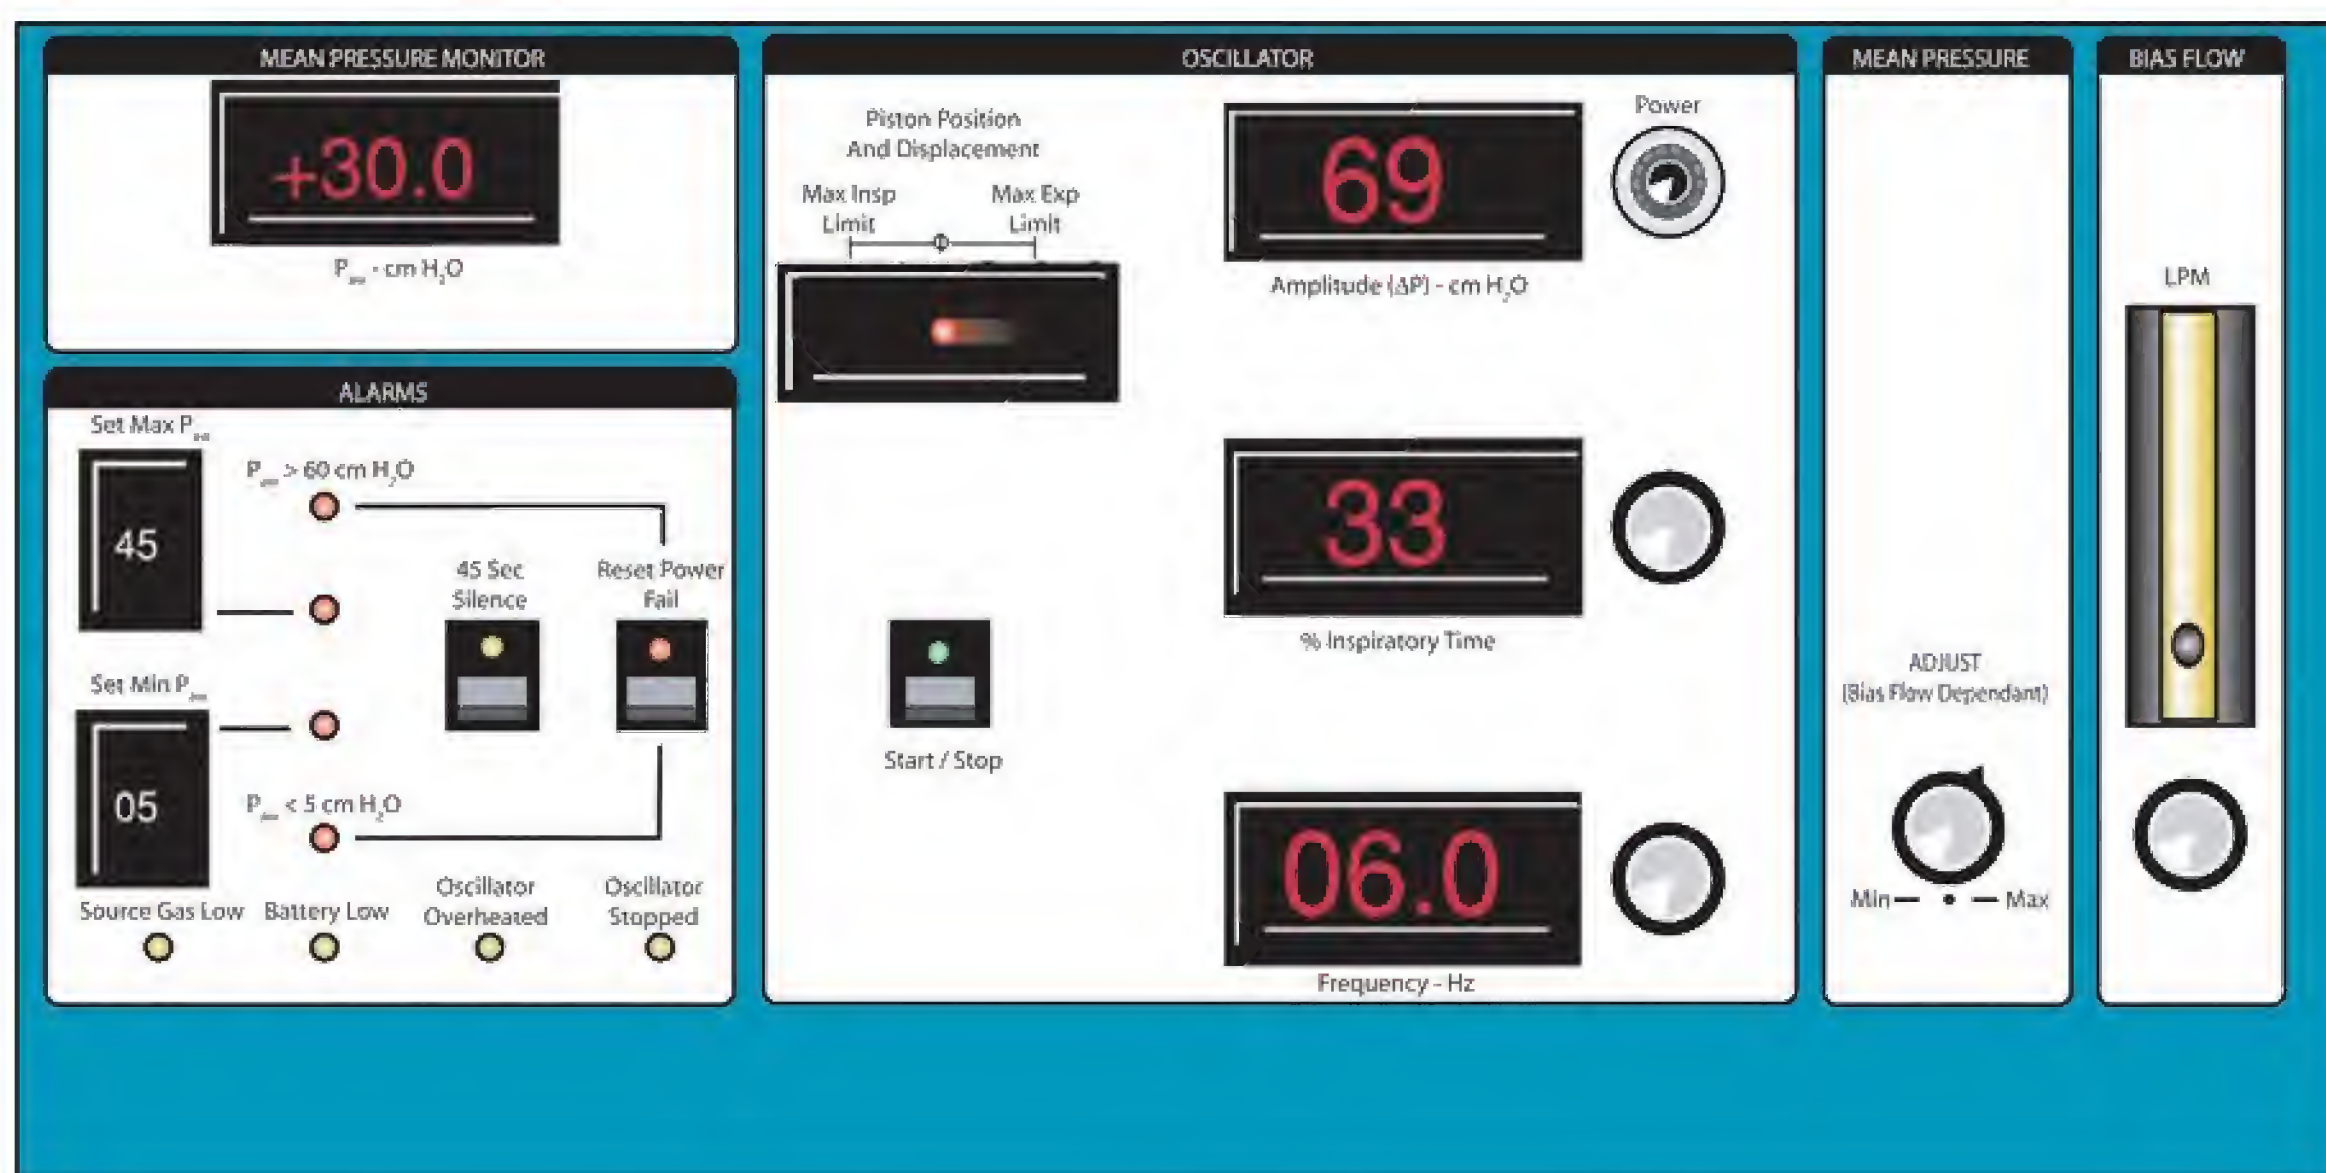 MEAN PRESSURE MONITOR
+30.0
P - cm H₂O
ALARMS
Set Max P
45
P > 60 cm H₂O
45 Sec
Silence
Reset Power
Fail
Set Min P
05
P < 5 cm H₂O
Source Gas Low
Battery Low
Oscillator
Overheated
Oscillator
Stopped
OSCILLATOR
Piston Position
And Displacement
Max Insp
Limit
Max Exp
Limit
Start / Stop
69
Power
Amplitude (ΔP) - cm H₂O
33
% Inspiratory Time
06.0
Frequency - Hz
MEAN PRESSURE
ADJUST
(Bias Flow Dependant)
Min
Max
BIAS FLOW
LPM